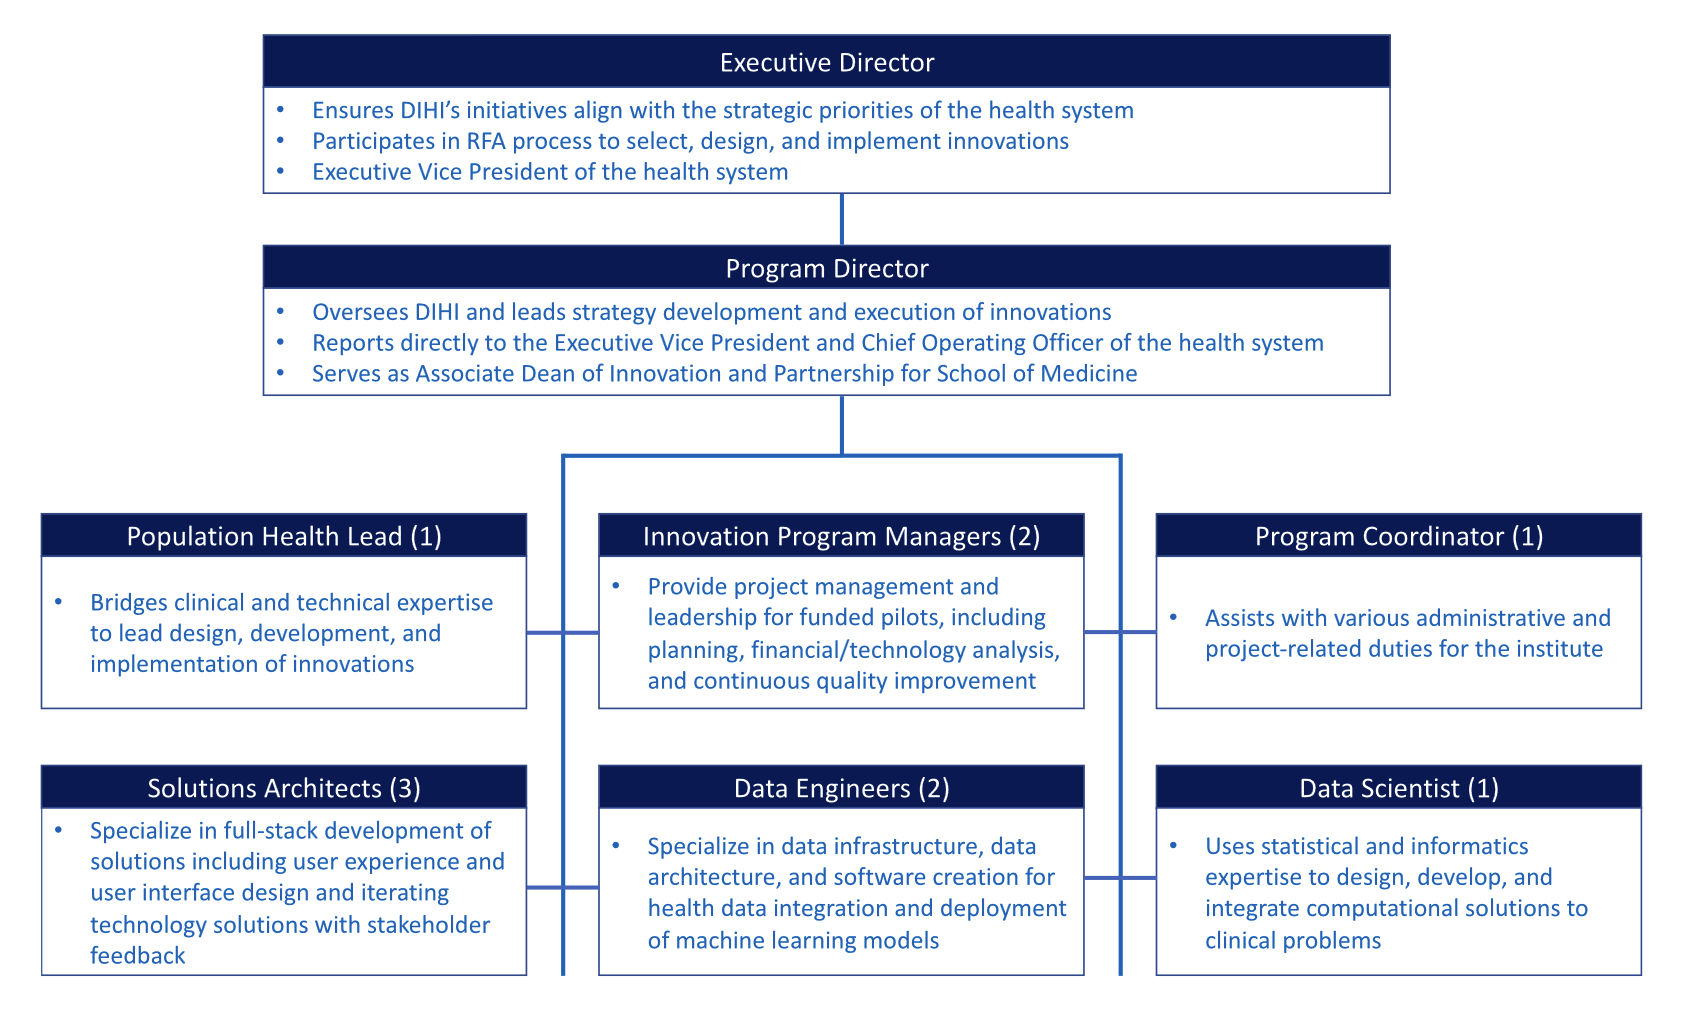 Executive Director
• Ensures DIHI’s initiatives align with the strategic priorities of the health system
• Participates in RFA process to select, design, and implement innovations
• Executive Vice President of the health system
Program Director
• Oversees DIHI and leads strategy development and execution of innovations
• Reports directly to the Executive Vice President and Chief Operating Officer of the health system
• Serves as Associate Dean of Innovation and Partnership for School of Medicine
Population Health Lead (1)
• Bridges clinical and technical expertise
to lead design, development, and
implementation of innovations
Innovation Program Managers (2)
• Provide project management and
leadership for funded pilots, including
planning, financial/technology analysis,
and continuous quality improvement
Program Coordinator (1)
• Assists with various administrative and
project-related duties for the institute
Solutions Architects (3)
• Specialize in full-stack development of
solutions including user experience and
user interface design and iterating
technology solutions with stakeholder
feedback
Data Engineers (2)
• Specialize in data infrastructure, data
architecture, and software creation for
health data integration and deployment
of machine learning models
Data Scientist (1)
• Uses statistical and informatics
expertise to design, develop, and
integrate computational solutions to
clinical problems